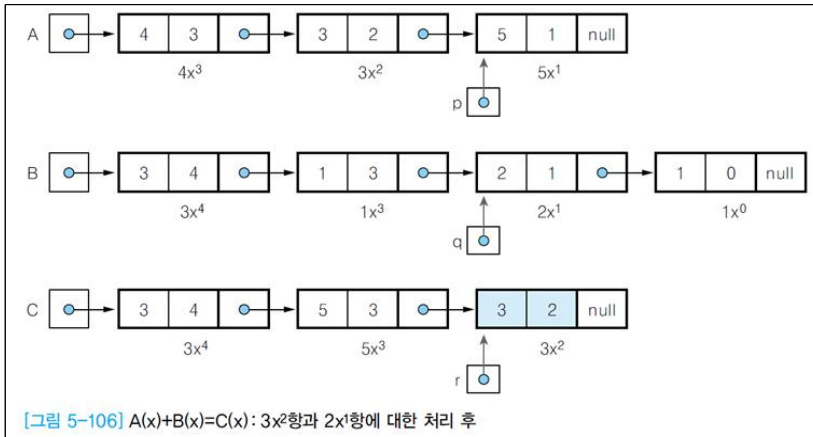 A 4 3 3 2 5 1 null
4x³ 3x² 5x¹
p
B 3 4 1 3 2 1 1 0 null
3x⁴ 1x³ 2x¹ 1x⁰
q
C 3 4 5 3 3 2 null
3x⁴ 5x³ 3x²
r
[그림 5-106] A(x)+B(x)=C(x) : 3x²항과 2x¹항에 대한 처리 후